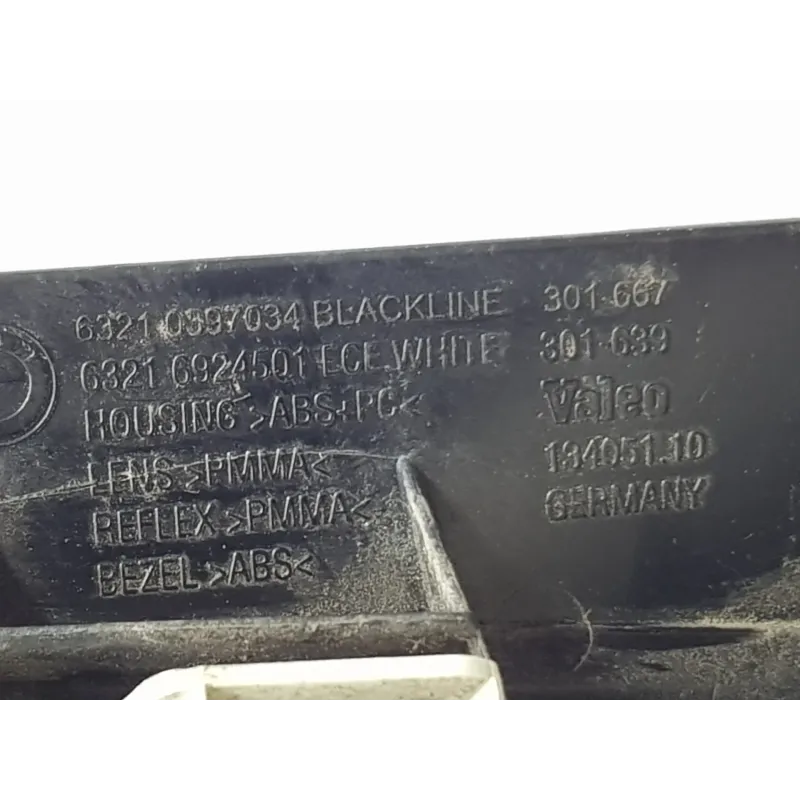 6321 0397034 BLACKLINE 301-667
6321 6924501 ECE WHITE 301-639
HOUSING >ABS+PC< Valeo
LENS >PMMA< 134951.10
REFLEX >PMMA< GERMANY
BEZEL >ABS<